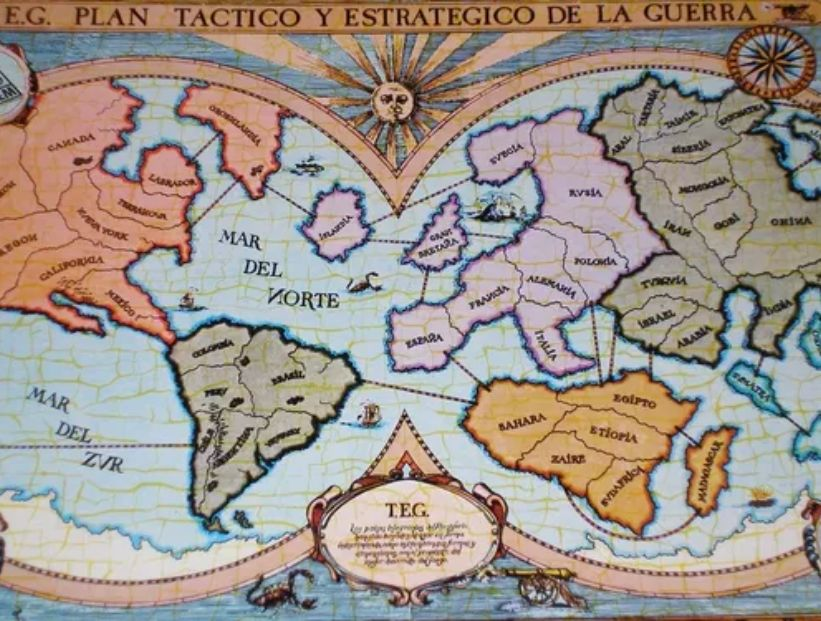 E.G. PLAN TACTICO Y ESTRATEGICO DE LA GUERRA
CANADA
GROENLANDIA
LABRADOR
TERRANOVA
NUEVA YORK
OREGON
CALIFORNIA
MEXICO
ISLANDIA
SUECIA
RUSIA
GRAN
BRETAÑA
POLONIA
ALEMANIA
FRANCIA
ESPAÑA
ITALIA
ARAL
TARTARIA
TAIMIR
KAMCHATKA
SIBERIA
MONGOLIA
IRAN
GOBI
CHINA
TURQUIA
ISRAEL
ARABIA
INDIA
SUMATRA
MAR
DEL
NORTE
COLOMBIA
BRASIL
PERU
CHILE
ARGENTINA
URUGUAY
MAR
DEL
ZUR
SAHARA
EGIPTO
ETIOPIA
ZAIRE
SUDAFRICA
MADAGASCAR
T.E.G.